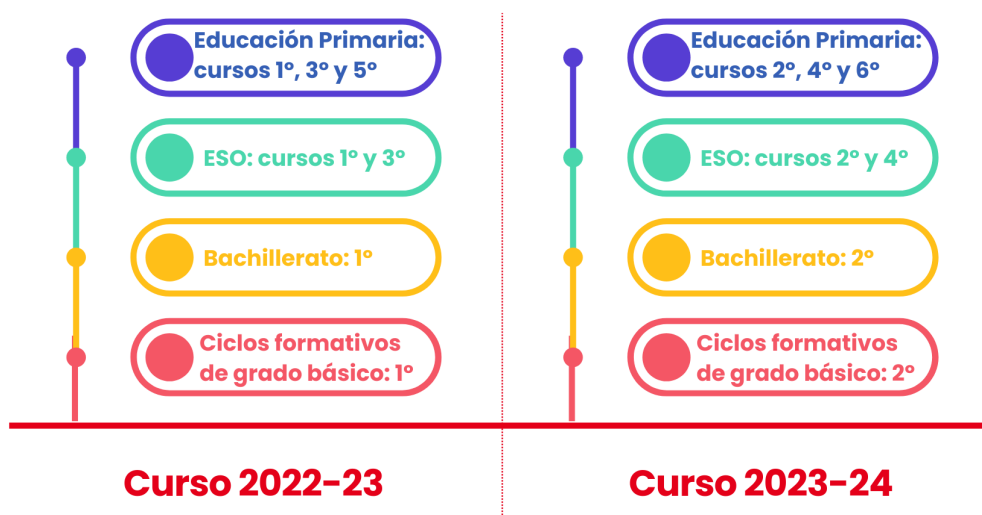 Educación Primaria:
cursos 1º, 3º y 5º
ESO: cursos 1º y 3º
Bachillerato: 1º
Ciclos formativos
de grado básico: 1º
Curso 2022-23
Educación Primaria:
cursos 2º, 4º y 6º
ESO: cursos 2º y 4º
Bachillerato: 2º
Ciclos formativos
de grado básico: 2º
Curso 2023-24